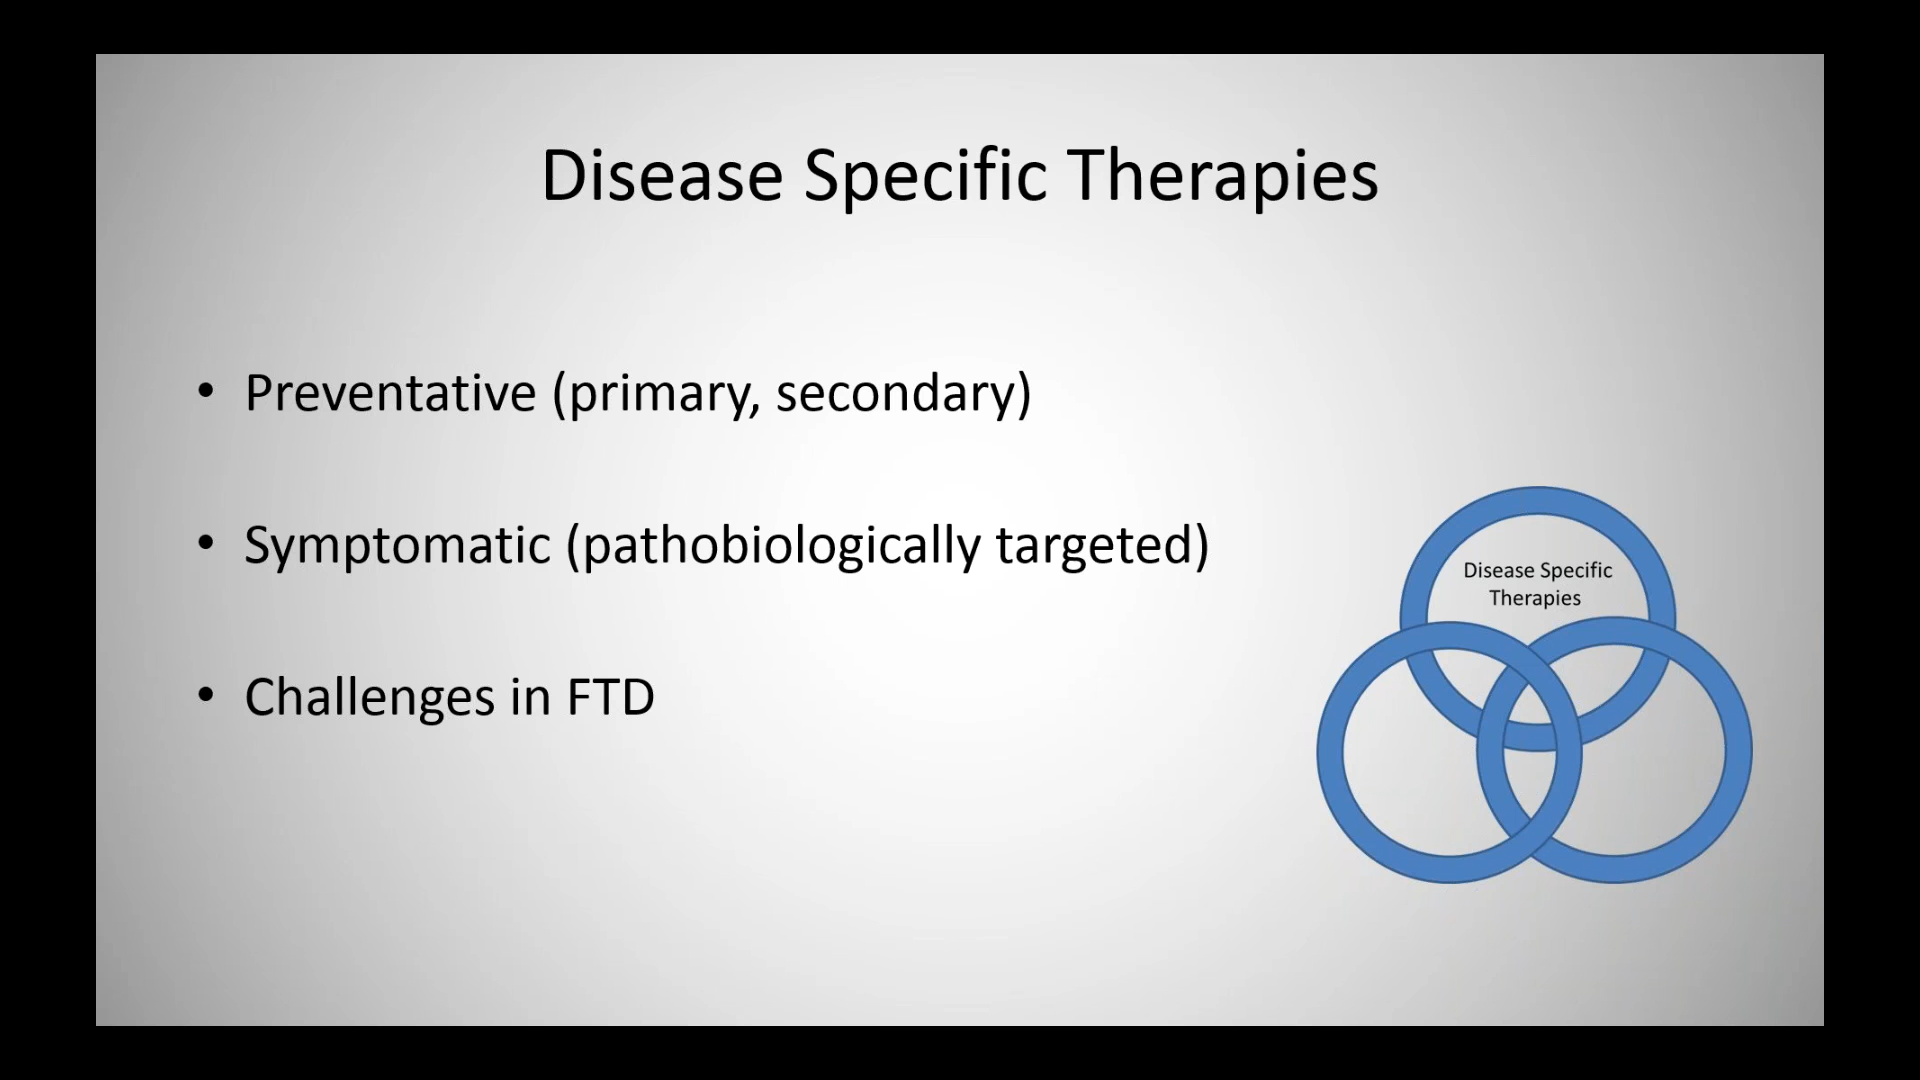 Disease Specific Therapies
• Preventative (primary, secondary)
• Symptomatic (pathobiologically targeted)
• Challenges in FTD
Disease Specific
Therapies